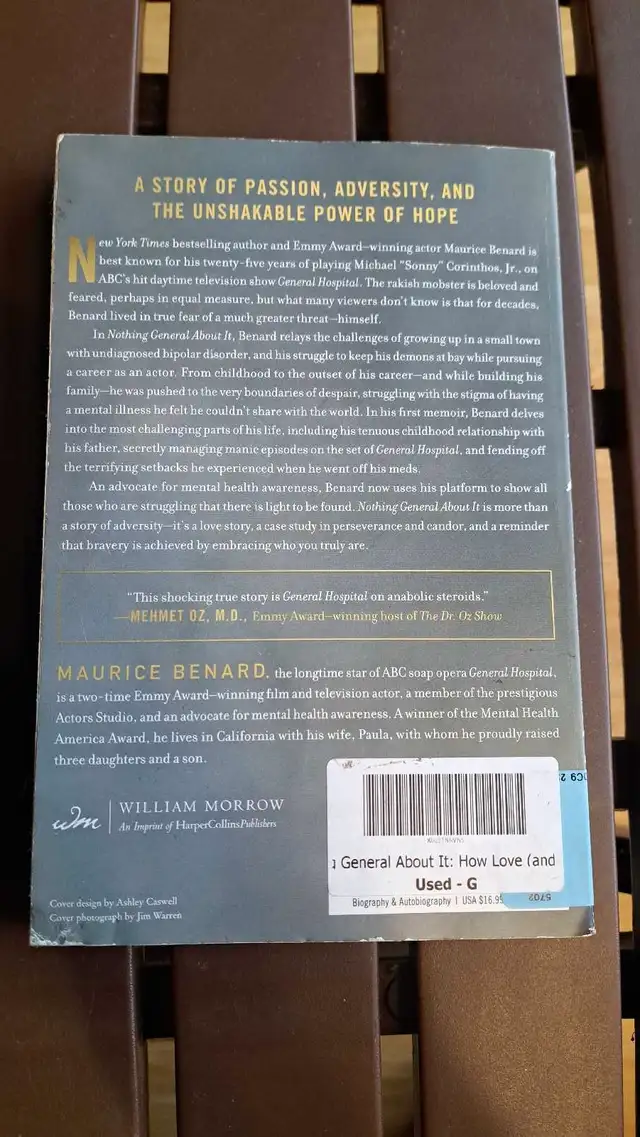 A STORY OF PASSION, ADVERSITY, AND
THE UNSHAKABLE POWER OF HOPE
New York Times bestselling author and Emmy Award–winning actor Maurice Benard is
best known for his twenty-five years of playing Michael "Sonny" Corinthos, Jr., on
ABC's hit daytime television show General Hospital. The rakish mobster is beloved and
feared, perhaps in equal measure, but what many viewers don't know is that for decades,
Benard lived in true fear of a much greater threat—himself.
In Nothing General About It, Benard relays the challenges of growing up in a small town
with undiagnosed bipolar disorder, and his struggle to keep his demons at bay while pursuing
a career as an actor. From childhood to the outset of his career—and while building his
family—he was pushed to the very boundaries of despair, struggling with the stigma of having
a mental illness he felt he couldn't share with the world. In his first memoir, Benard delves
into the most challenging parts of his life, including his tenuous childhood relationship with
his father, secretly managing manic episodes on the set of General Hospital, and fending off
the terrifying setbacks he experienced when he went off his meds.
An advocate for mental health awareness, Benard now uses his platform to show all
those who are struggling that there is light to be found. Nothing General About It is more than
a story of adversity—it's a love story, a case study in perseverance and candor, and a reminder
that bravery is achieved by embracing who you truly are.
"This shocking true story is General Hospital on anabolic steroids."
—MEHMET OZ, M.D., Emmy Award–winning host of The Dr. Oz Show
MAURICE BENARD, the longtime star of ABC soap opera General Hospital,
is a two-time Emmy Award–winning film and television actor, a member of the prestigious
Actors Studio, and an advocate for mental health awareness. A winner of the Mental Health
America Award, he lives in California with his wife, Paula, with whom he proudly raised
three daughters and a son.
wm
WILLIAM MORROW
An Imprint of HarperCollinsPublishers
General About It: How Love (and
Used - G
Biography & Autobiography | USA $16.99
5702
Cover design by Ashley Caswell
Cover photograph by Jim Warren